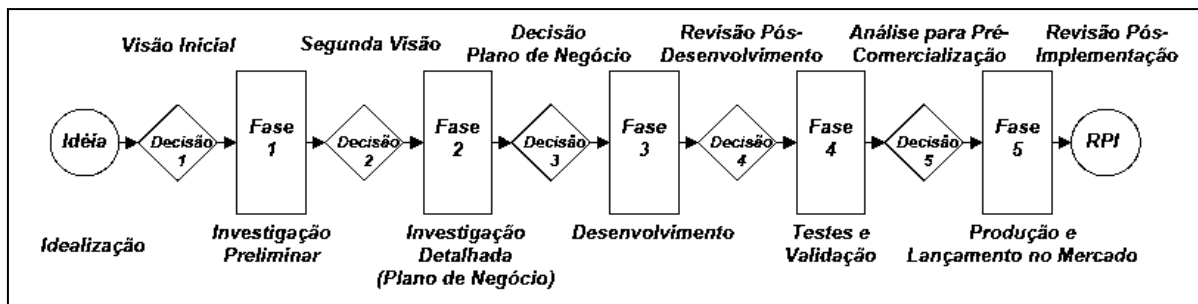 Visão Inicial
Segunda Visão
Decisão
Plano de Negócio
Revisão Pós-
Desenvolvimento
Análise para Pré-
Comercialização
Revisão Pós-
Implementação
Idéia
Decisão
1
Fase
1
Decisão
2
Fase
2
Decisão
3
Fase
3
Decisão
4
Fase
4
Decisão
5
Fase
5
RPI
Idealização
Investigação
Preliminar
Investigação
Detalhada
(Plano de Negócio)
Desenvolvimento
Testes e
Validação
Produção e
Lançamento no Mercado